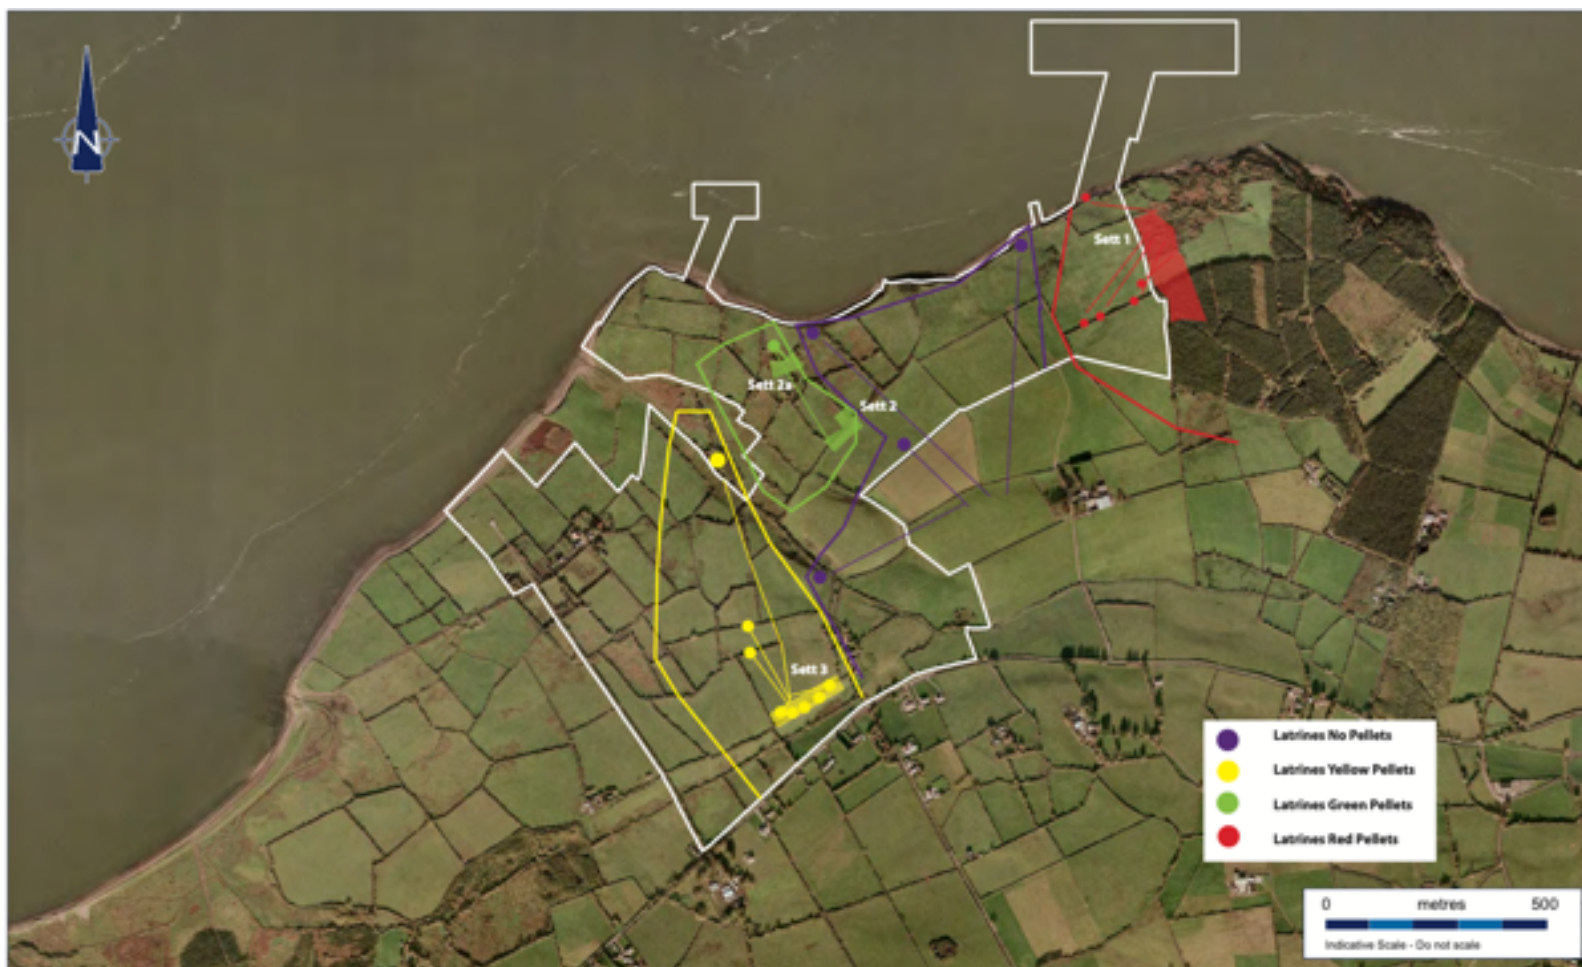 N
Sett 1
Sett 2a
Sett 2
Sett 3
Latrines No Pellets
Latrines Yellow Pellets
Latrines Green Pellets
Latrines Red Pellets
0 metres 500
Indicative Scale - Do not scale